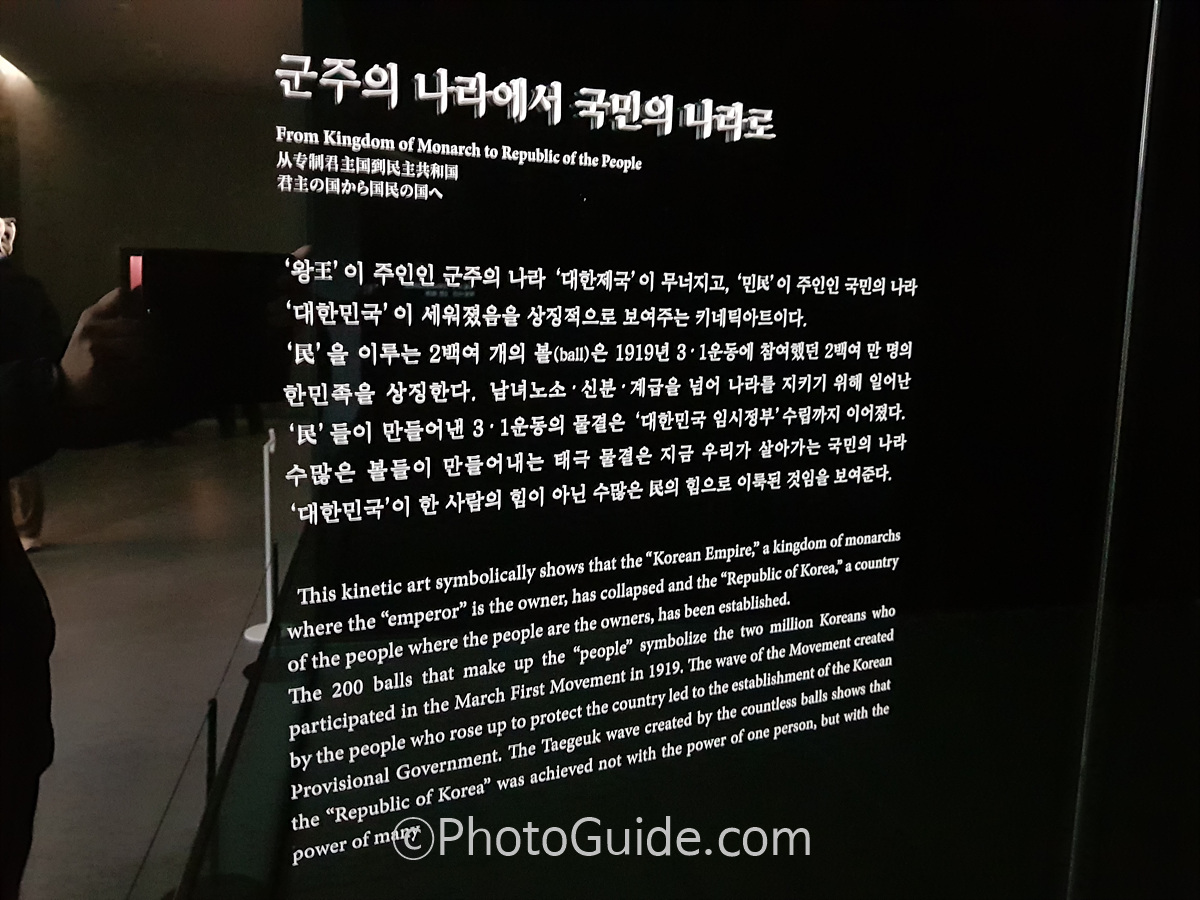 군주의 나라에서 국민의 나라로
From Kingdom of Monarch to Republic of the People
从专制君主国到民主共和国
君主の国から国民の国へ
‘왕王’이 주인인 군주의 나라 ‘대한제국’이 무너지고, ‘민民’이 주인인 국민의 나라
‘대한민국’이 세워졌음을 상징적으로 보여주는 키네틱아트이다.
‘民’을 이루는 2백여 개의 볼(ball)은 1919년 3·1운동에 참여했던 2백여 만 명의
한민족을 상징한다. 남녀노소·신분·계급을 넘어 나라를 지키기 위해 일어난
‘民’들이 만들어낸 3·1운동의 물결은 ‘대한민국 임시정부’수립까지 이어졌다.
수많은 볼들이 만들어내는 태극 물결은 지금 우리가 살아가는 국민의 나라
‘대한민국’이 한 사람의 힘이 아닌 수많은 民의 힘으로 이룩된 것임을 보여준다.
This kinetic art symbolically shows that the “Korean Empire,” a kingdom of monarchs
where the “emperor” is the owner, has collapsed and the “Republic of Korea,” a country
of the people where the people are the owners, has been established.
The 200 balls that make up the “people” symbolize the two million Koreans who
participated in the March First Movement in 1919. The wave of the Movement created
by the people who rose up to protect the country led to the establishment of the Korean
Provisional Government. The Taegeuk wave created by the countless balls shows that
the “Republic of Korea” was achieved not with the power of one person, but with the
power of many
©PhotoGuide.com